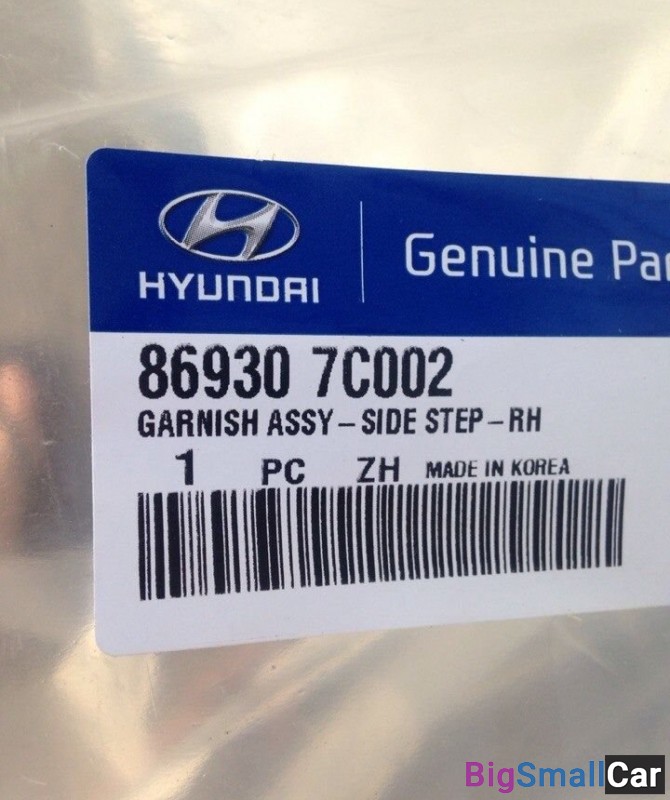 HYUNDAI
Genuine Pa
86930 7C002
GARNISH ASSY-SIDE STEP-RH
1 PC ZH MADE IN KOREA
BigSmallCar